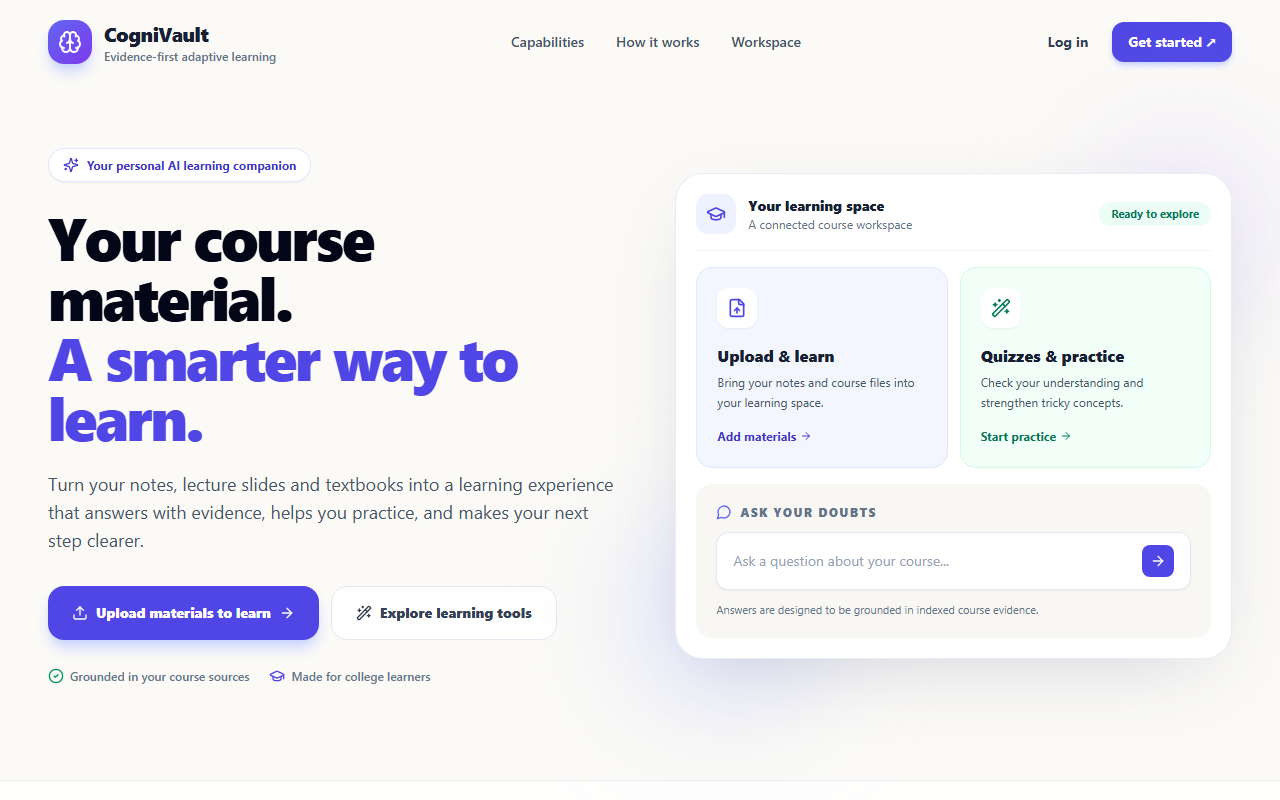 CogniVault
Evidence-first adaptive learning
Capabilities
How it works
Workspace
Log in
Get started ↗
Your personal AI learning companion
Your course
material.
A smarter way to
learn.
Turn your notes, lecture slides and textbooks into a learning experience
that answers with evidence, helps you practice, and makes your next
step clearer.
Upload materials to learn →
Explore learning tools
Grounded in your course sources
Made for college learners
Your learning space
A connected course workspace
Ready to explore
Upload & learn
Bring your notes and course files into
your learning space.
Add materials →
Quizzes & practice
Check your understanding and
strengthen tricky concepts.
Start practice →
ASK YOUR DOUBTS
Ask a question about your course...
Answers are designed to be grounded in indexed course evidence.